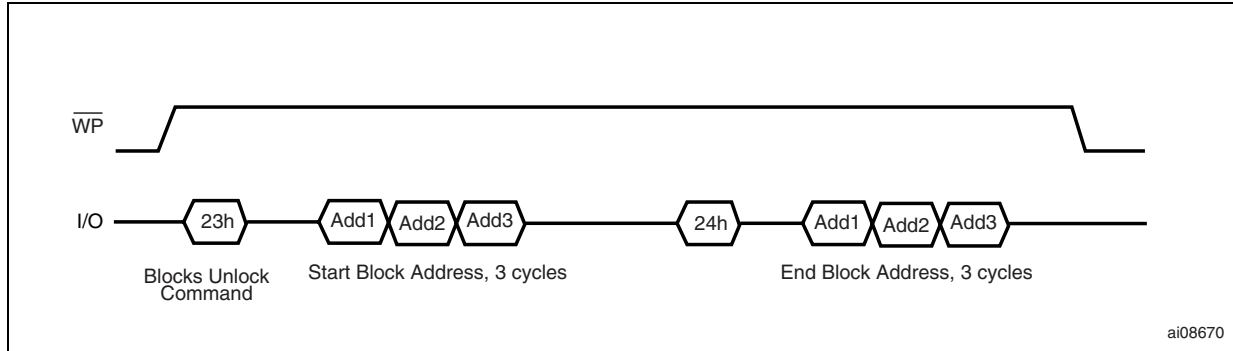 WP
I/O
23h
Add1
Add2
Add3
24h
Add1
Add2
Add3
Blocks Unlock
Command
Start Block Address, 3 cycles
End Block Address, 3 cycles
ai08670